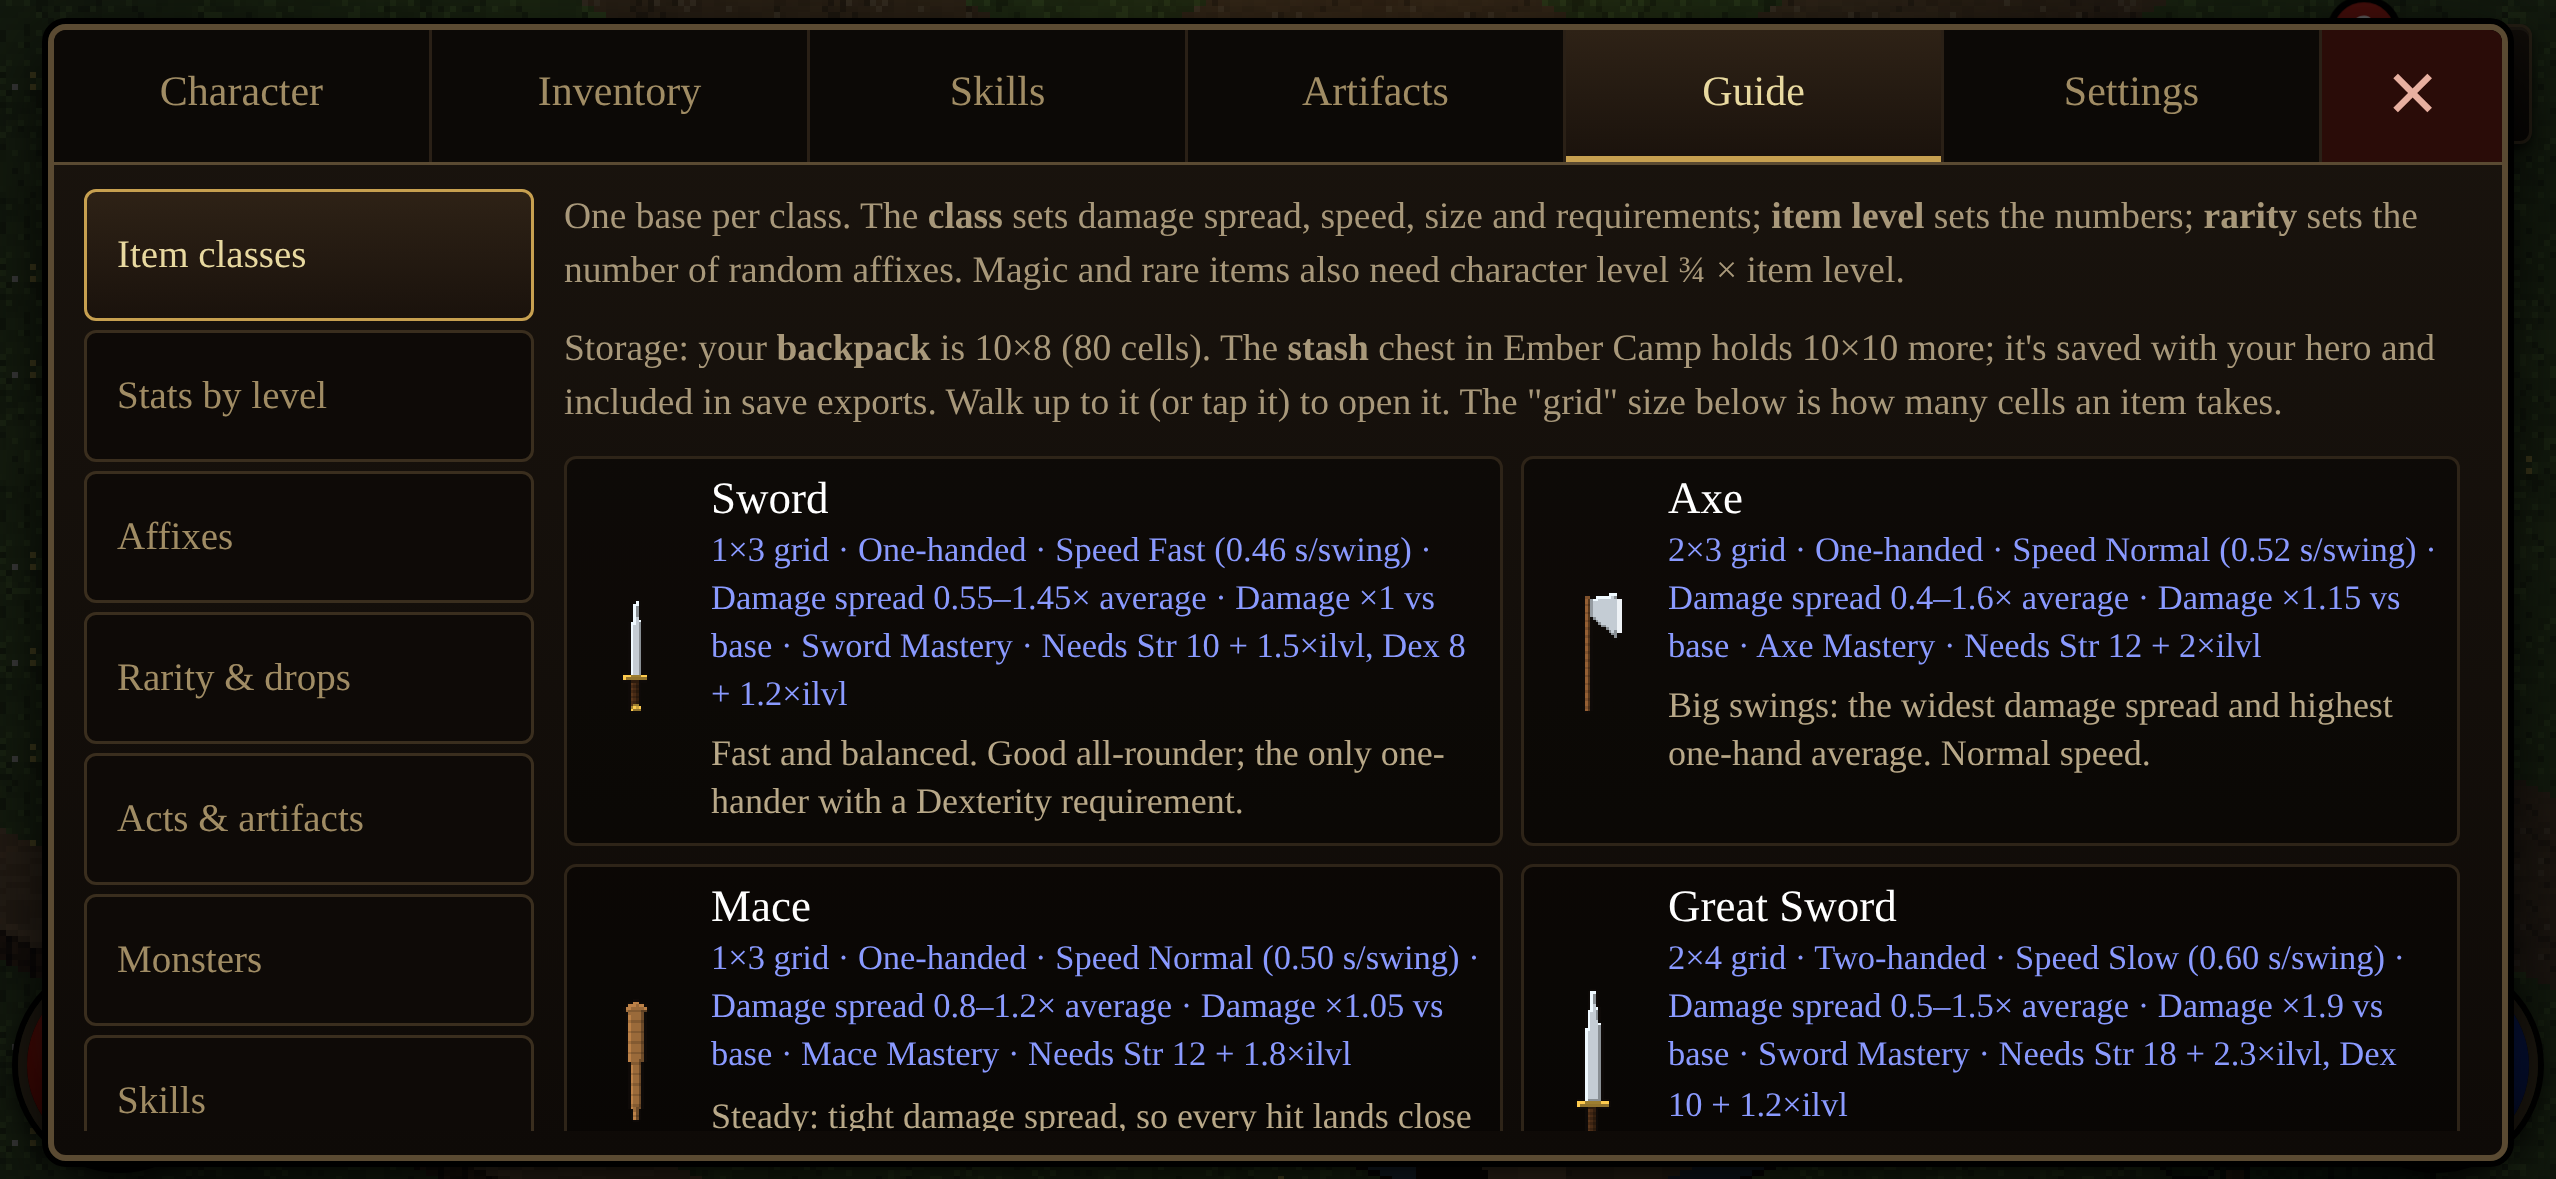 Character
Inventory
Skills
Artifacts
Guide
Settings
✕
Item classes
Stats by level
Affixes
Rarity & drops
Acts & artifacts
Monsters
Skills
One base per class. The class sets damage spread, speed, size and requirements; item level sets the numbers; rarity sets the
number of random affixes. Magic and rare items also need character level ¾ × item level.
Storage: your backpack is 10×8 (80 cells). The stash chest in Ember Camp holds 10×10 more; it's saved with your hero and
included in save exports. Walk up to it (or tap it) to open it. The "grid" size below is how many cells an item takes.
Sword
1×3 grid · One-handed · Speed Fast (0.46 s/swing) ·
Damage spread 0.55–1.45× average · Damage ×1 vs
base · Sword Mastery · Needs Str 10 + 1.5×ilvl, Dex 8
+ 1.2×ilvl
Fast and balanced. Good all-rounder; the only one-
hander with a Dexterity requirement.
Axe
2×3 grid · One-handed · Speed Normal (0.52 s/swing) ·
Damage spread 0.4–1.6× average · Damage ×1.15 vs
base · Axe Mastery · Needs Str 12 + 2×ilvl
Big swings: the widest damage spread and highest
one-hand average. Normal speed.
Mace
1×3 grid · One-handed · Speed Normal (0.50 s/swing) ·
Damage spread 0.8–1.2× average · Damage ×1.05 vs
base · Mace Mastery · Needs Str 12 + 1.8×ilvl
Steady: tight damage spread, so every hit lands close
Great Sword
2×4 grid · Two-handed · Speed Slow (0.60 s/swing) ·
Damage spread 0.5–1.5× average · Damage ×1.9 vs
base · Sword Mastery · Needs Str 18 + 2.3×ilvl, Dex
10 + 1.2×ilvl